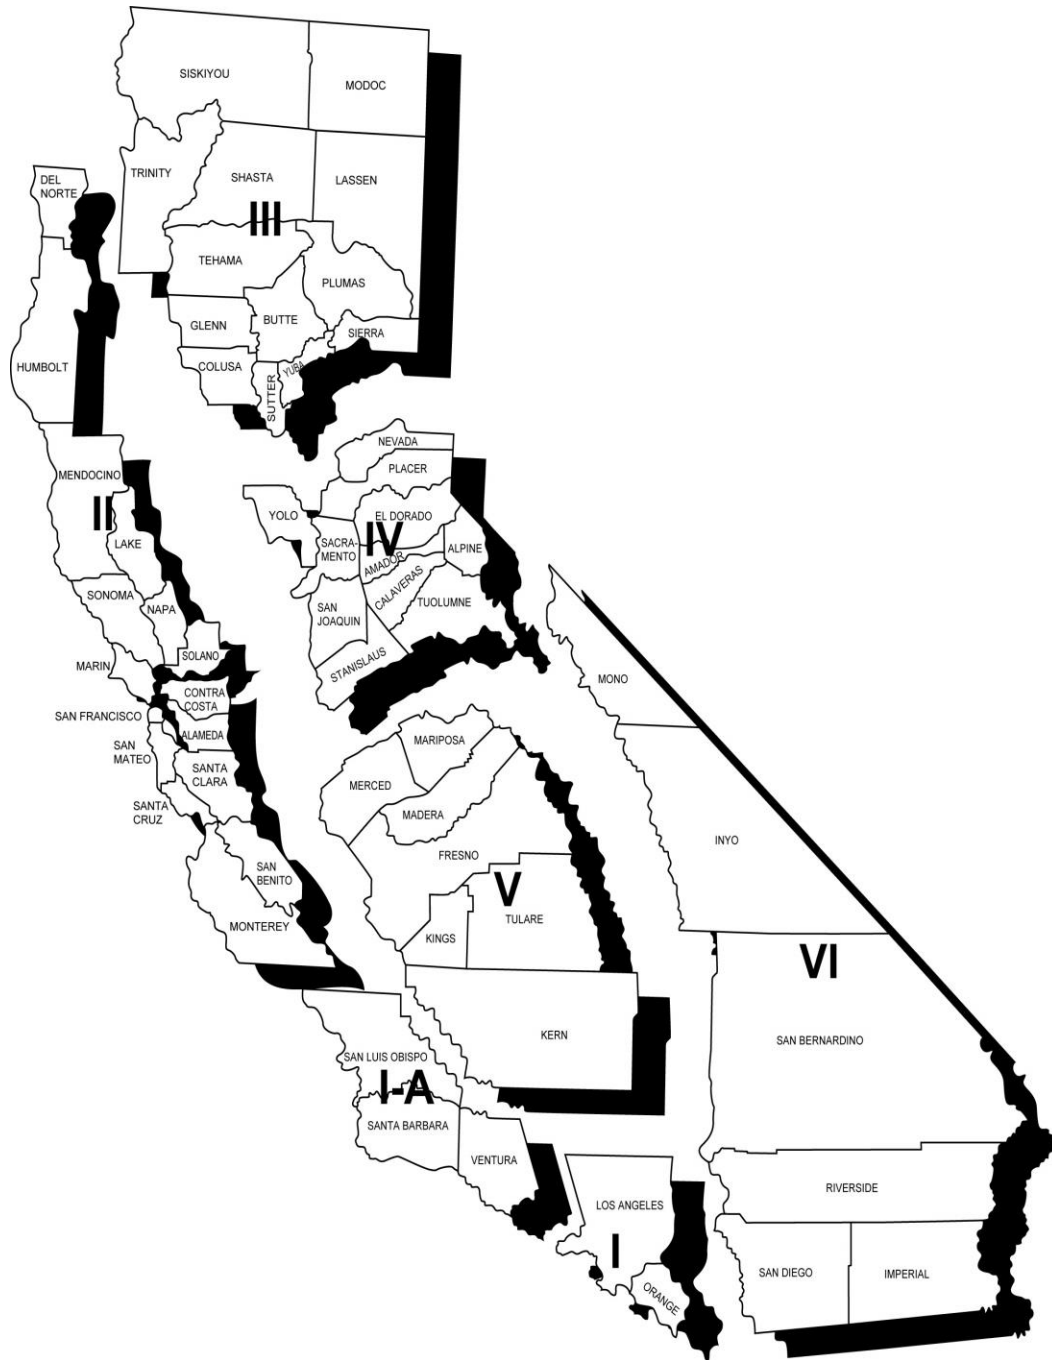 SISKIYOU
MODOC
TRINITY
SHASTA
LASSEN
III
TEHAMA
PLUMAS
GLENN
BUTTE
SIERRA
COLUSA
YUBA
SUTTER
DEL
NORTE
HUMBOLT
MENDOCINO
II
LAKE
SONOMA
NAPA
SOLANO
MARIN
CONTRA
COSTA
SAN FRANCISCO
ALAMEDA
SAN
MATEO
SANTA
CLARA
SANTA
CRUZ
SAN
BENITO
MONTEREY
NEVADA
PLACER
YOLO
EL DORADO
IV
SACRA-
MENTO
ALPINE
AMADOR
CALAVERAS
TUOLUMNE
SAN
JOAQUIN
STANISLAUS
MARIPOSA
MERCED
MADERA
FRESNO
V
TULARE
KINGS
KERN
MONO
INYO
VI
SAN BERNARDINO
RIVERSIDE
SAN DIEGO
IMPERIAL
SAN LUIS OBISPO
I-A
SANTA BARBARA
VENTURA
LOS ANGELES
I
ORANGE